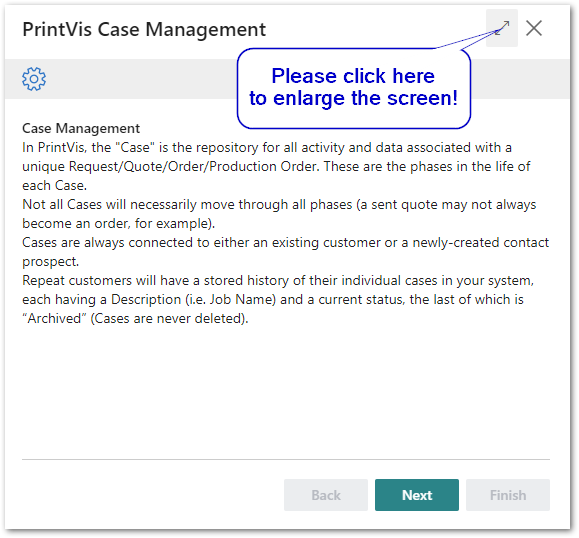 PrintVis Case Management
Please click here
to enlarge the screen!
Case Management
In PrintVis, the "Case" is the repository for all activity and data associated with a
unique Request/Quote/Order/Production Order. These are the phases in the life of
each Case.
Not all Cases will necessarily move through all phases (a sent quote may not always
become an order, for example).
Cases are always connected to either an existing customer or a newly-created contact
prospect.
Repeat customers will have a stored history of their individual cases in your system,
each having a Description (i.e. Job Name) and a current status, the last of which is
“Archived” (Cases are never deleted).
Back
Next
Finish